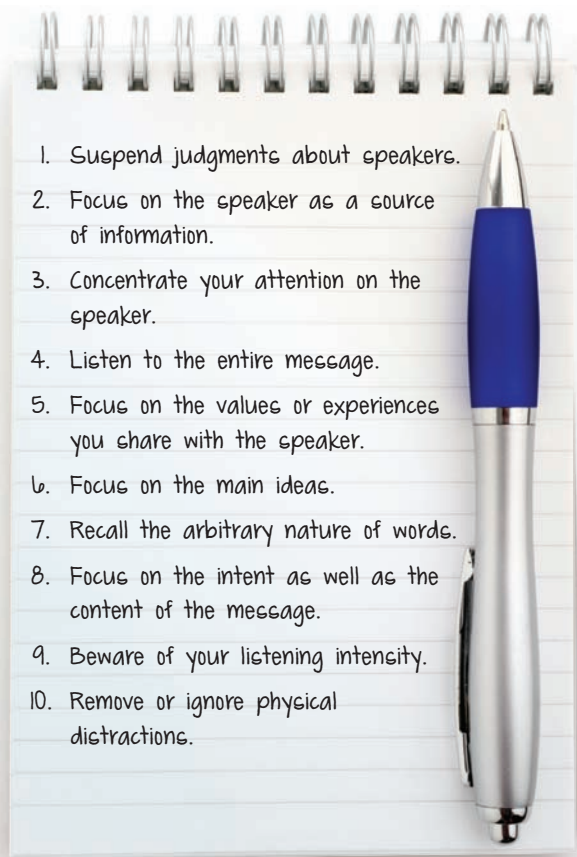 1. Suspend judgments about speakers.
2. Focus on the speaker as a source
of information.
3. Concentrate your attention on the
speaker.
4. Listen to the entire message.
5. Focus on the values or experiences
you share with the speaker.
6. Focus on the main ideas.
7. Recall the arbitrary nature of words.
8. Focus on the intent as well as the
content of the message.
9. Beware of your listening intensity.
10. Remove or ignore physical
distractions.